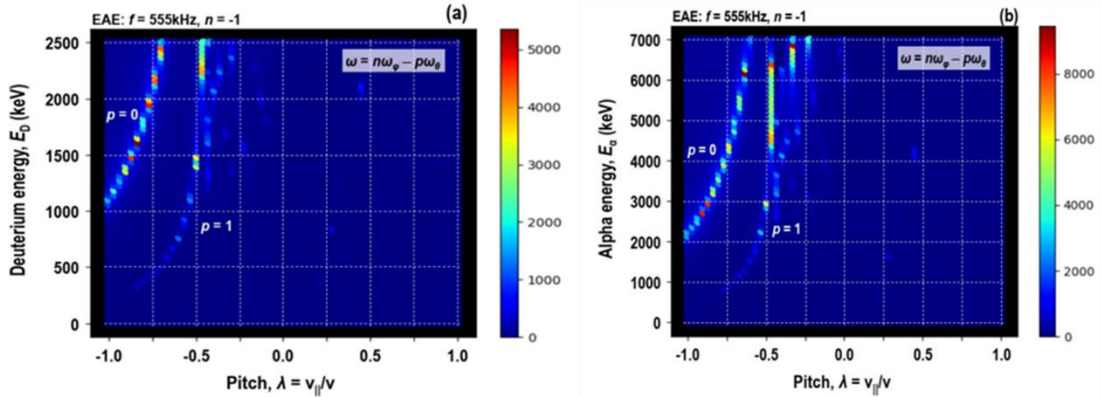 EAE: f = 555kHz, n = -1
(a)
2500
2000
1500
1000
500
0
Deuterium energy, E_D (keV)
ω = nω_φ – pω_θ
p = 0
p = 1
-1.0 -0.5 0.0 0.5 1.0
Pitch, λ = v_||/v
5000
4000
3000
2000
1000
0
EAE: f = 555kHz, n = -1
(b)
7000
6000
5000
4000
3000
2000
1000
0
Alpha energy, E_α (keV)
ω = nω_φ – pω_θ
p = 0
p = 1
-1.0 -0.5 0.0 0.5 1.0
Pitch, λ = v_||/v
8000
6000
4000
2000
0